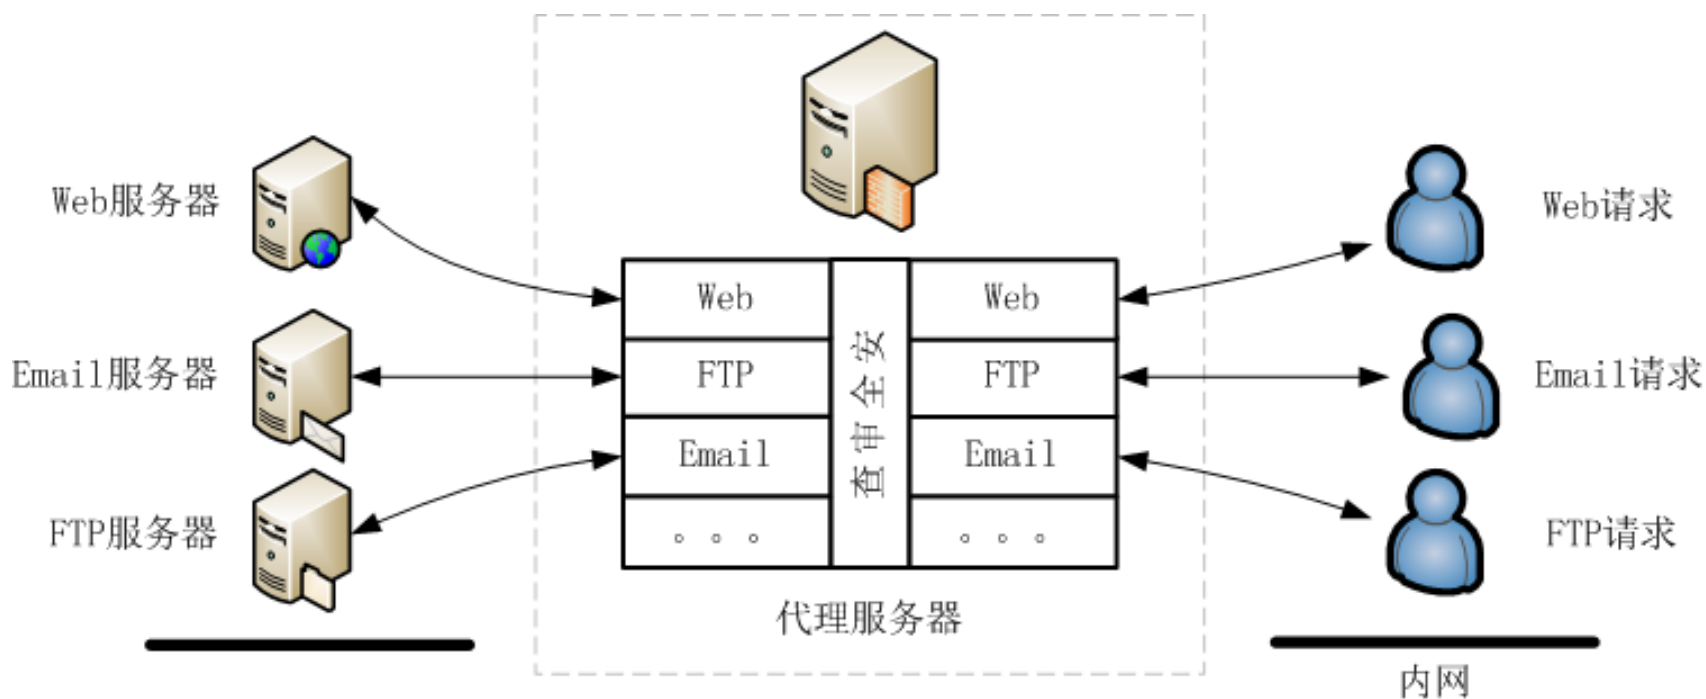 Web服务器
Email服务器
FTP服务器
Web
FTP
Email
。。。
安全审查
Web
FTP
Email
。。。
代理服务器
Web请求
Email请求
FTP请求
内网